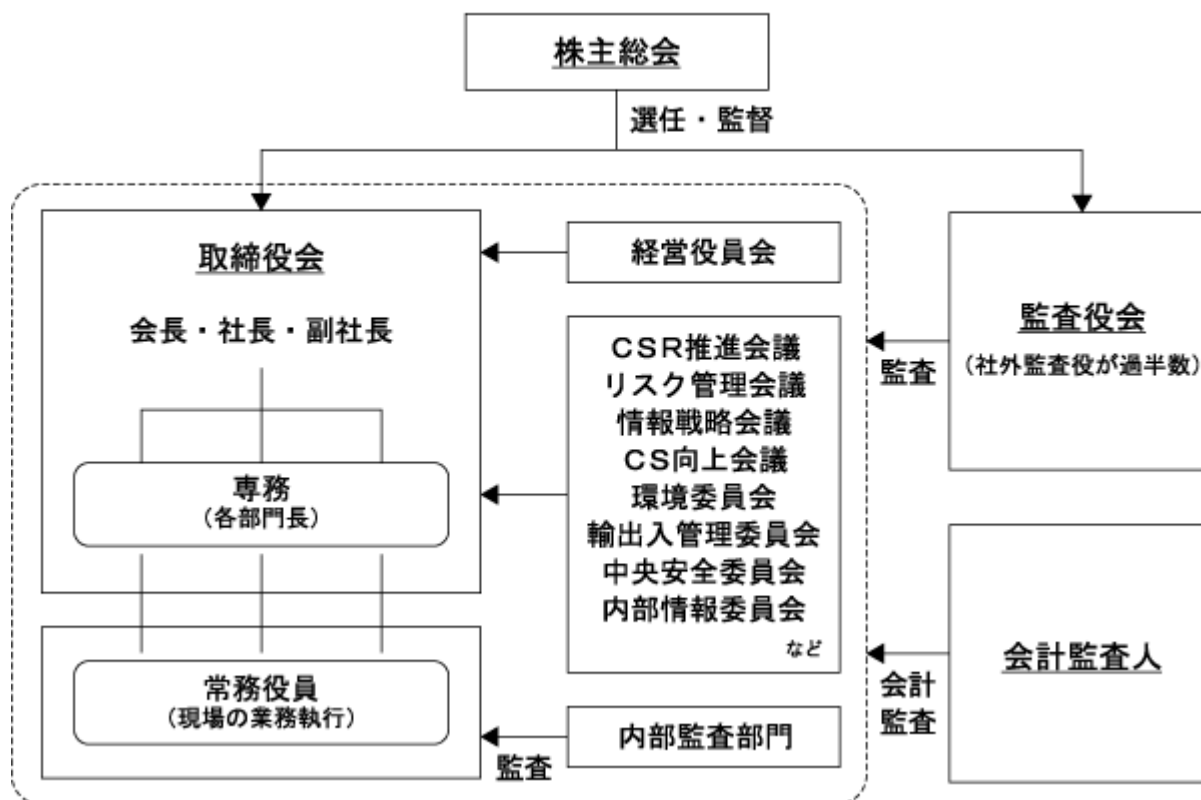 株主総会
選任・監督
取締役会
会長・社長・副社長
専務
(各部門長)
常務役員
(現場の業務執行)
経営役員会
CSR推進会議
リスク管理会議
情報戦略会議
CS向上会議
環境委員会
輸出入管理委員会
中央安全委員会
内部情報委員会
など
内部監査部門
監査
監査役会
(社外監査役が過半数)
監査
会計監査人
会計
監査